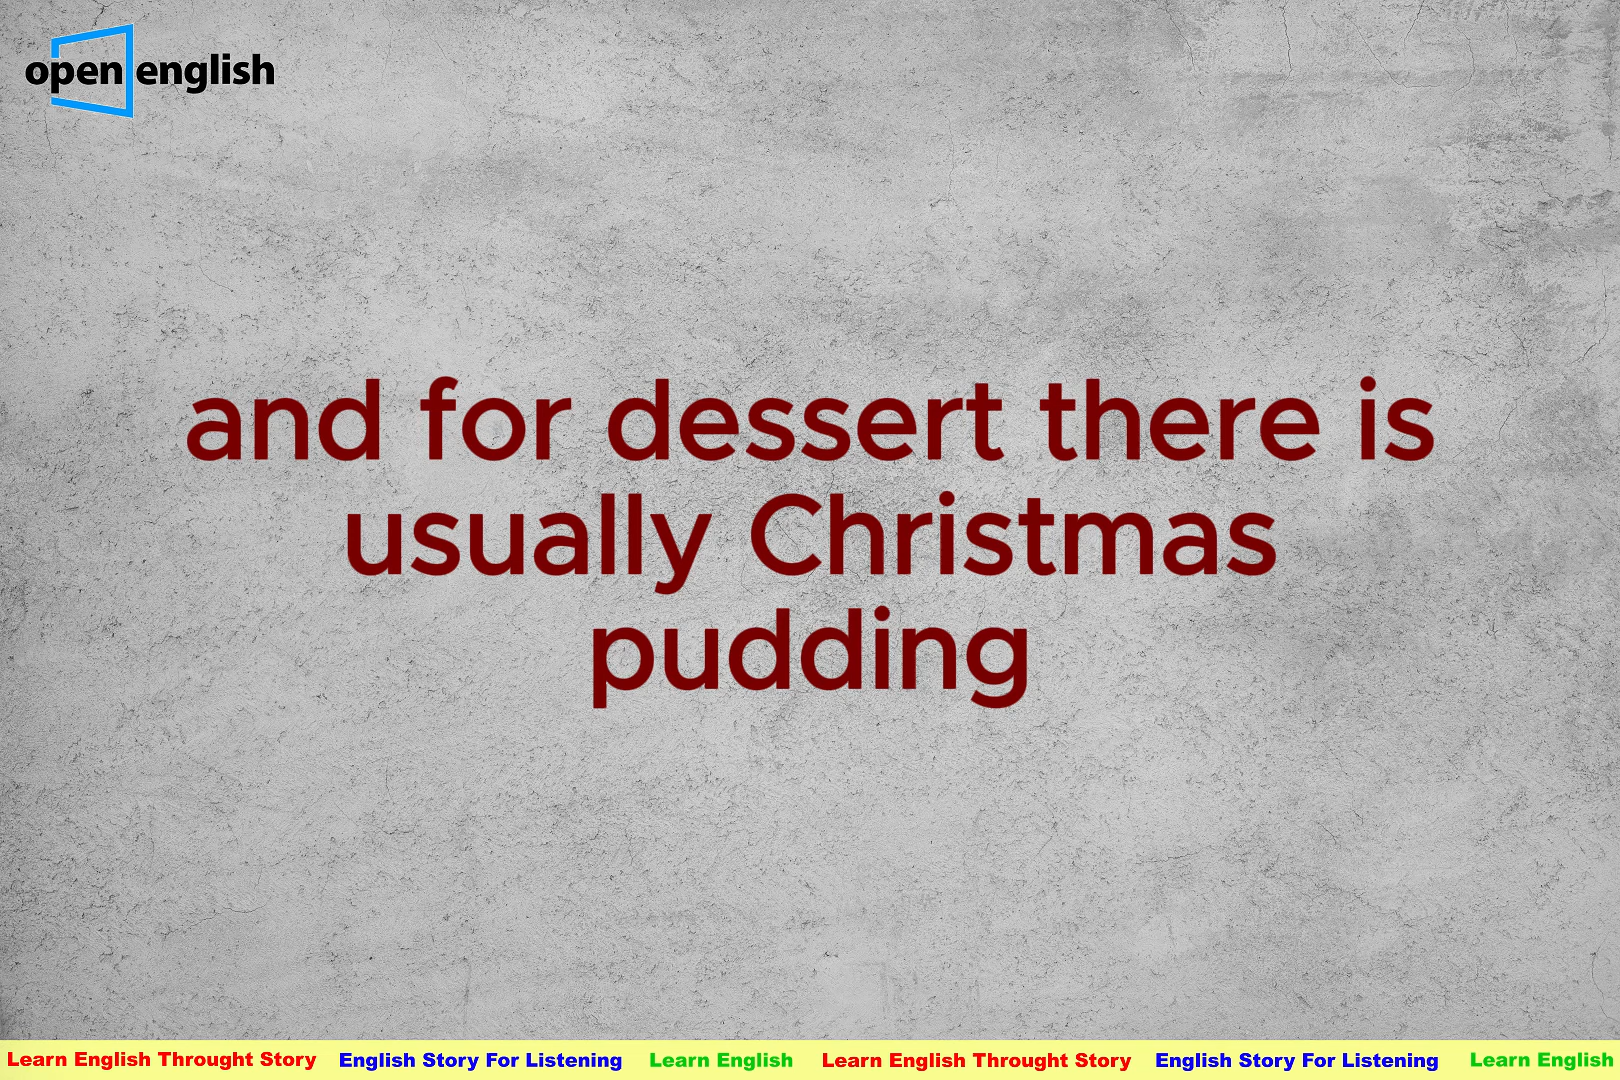 open english
and for dessert there is
usually Christmas
pudding
Learn English Throught Story English Story For Listening Learn English Learn English Throught Story English Story For Listening Learn English